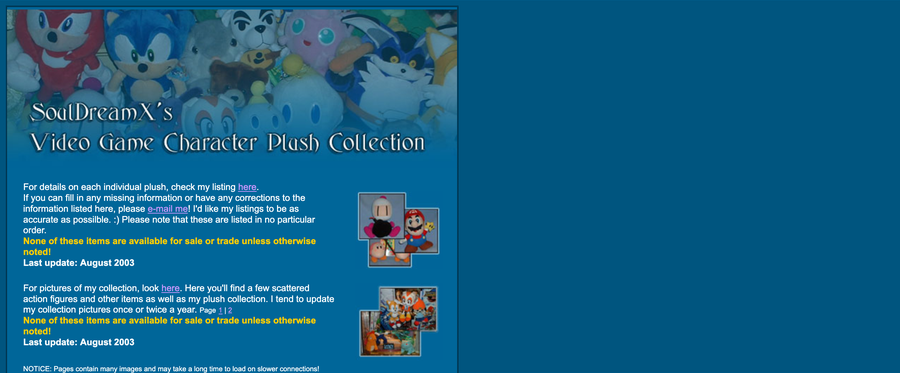 SoulDreamX's
Video Game Character Plush Collection
For details on each individual plush, check my listing here.
If you can fill in any missing information or have any corrections to the
information listed here, please e-mail me! I'd like my listings to be as
accurate as possilble. :) Please note that these are listed in no particular
order.
None of these items are available for sale or trade unless otherwise
noted!
Last update: August 2003
For pictures of my collection, look here. Here you'll find a few scattered
action figures and other items as well as my plush collection. I tend to update
my collection pictures once or twice a year. Page 1 | 2
None of these items are available for sale or trade unless otherwise
noted!
Last update: August 2003
NOTICE: Pages contain many images and may take a long time to load on slower connections!